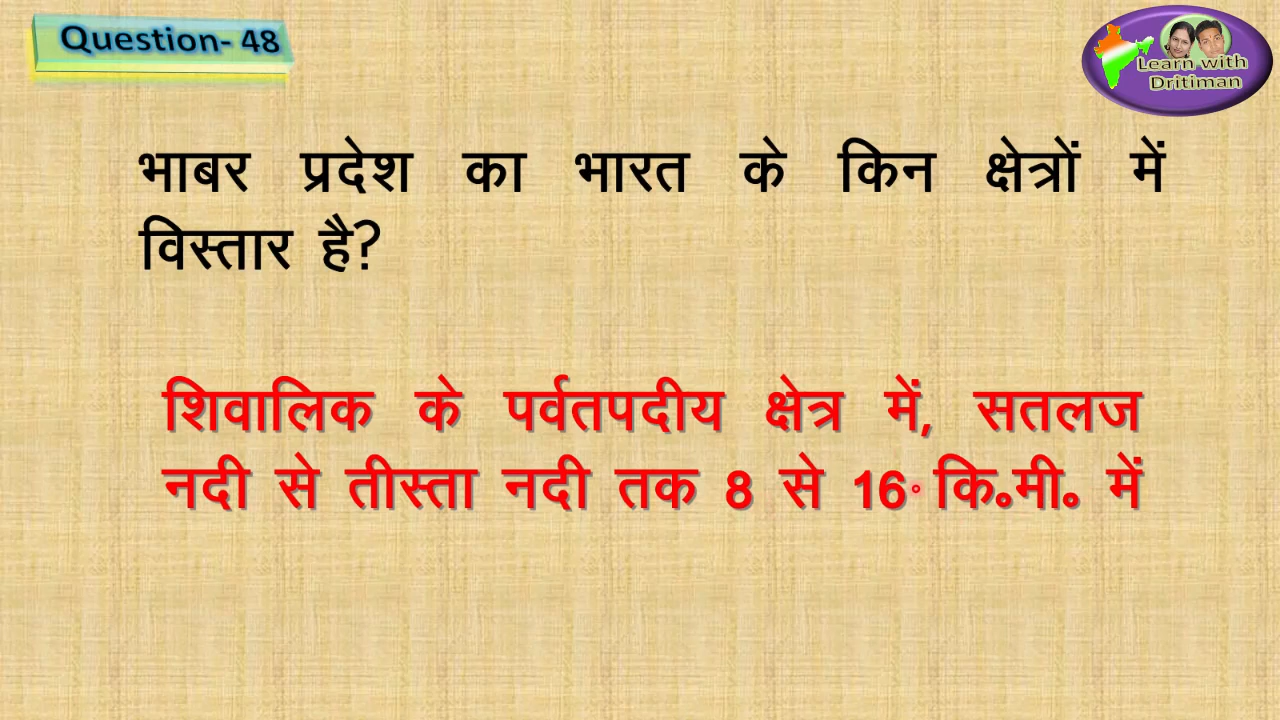 Question- 48
Learn with
Dritiman
भाबर प्रदेश का भारत के किन क्षेत्रों में
विस्तार है?
शिवालिक के पर्वतपदीय क्षेत्र में, सतलज
नदी से तीस्ता नदी तक 8 से 16 कि॰मी॰ में